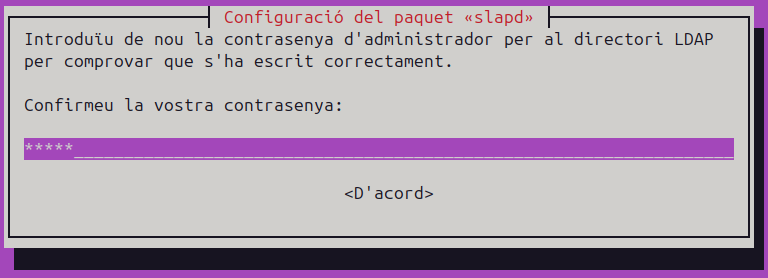 Configuració del paquet «slapd»
Introduïu de nou la contrasenya d'administrador per al directori LDAP
per comprovar que s'ha escrit correctament.
Confirmeu la vostra contrasenya:
*****__________________________________________________________________
<D'acord>